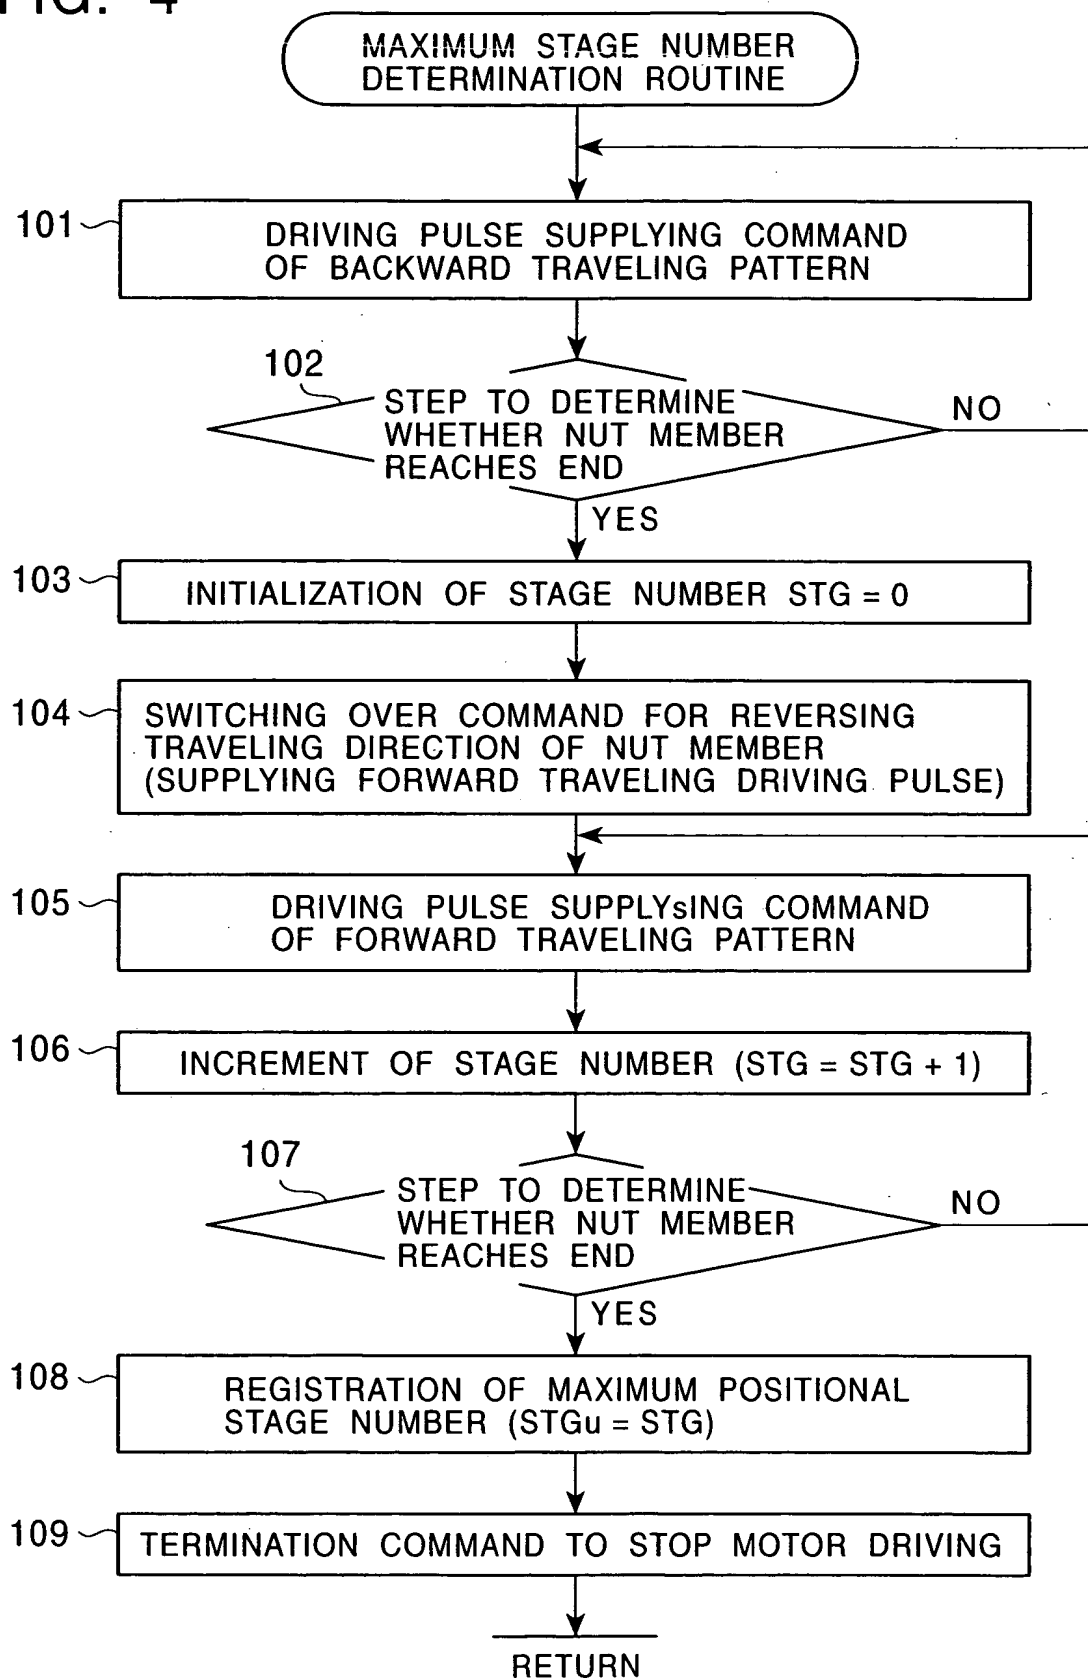 FIG. 4
MAXIMUM STAGE NUMBER
DETERMINATION ROUTINE
101
DRIVING PULSE SUPPLYING COMMAND
OF BACKWARD TRAVELING PATTERN
102
STEP TO DETERMINE
WHETHER NUT MEMBER
REACHES END
NO
YES
103
INITIALIZATION OF STAGE NUMBER STG = 0
104
SWITCHING OVER COMMAND FOR REVERSING
TRAVELING DIRECTION OF NUT MEMBER
(SUPPLYING FORWARD TRAVELING DRIVING PULSE)
105
DRIVING PULSE SUPPLYsING COMMAND
OF FORWARD TRAVELING PATTERN
106
INCREMENT OF STAGE NUMBER (STG = STG + 1)
107
STEP TO DETERMINE
WHETHER NUT MEMBER
REACHES END
NO
YES
108
REGISTRATION OF MAXIMUM POSITIONAL
STAGE NUMBER (STGu = STG)
109
TERMINATION COMMAND TO STOP MOTOR DRIVING
RETURN